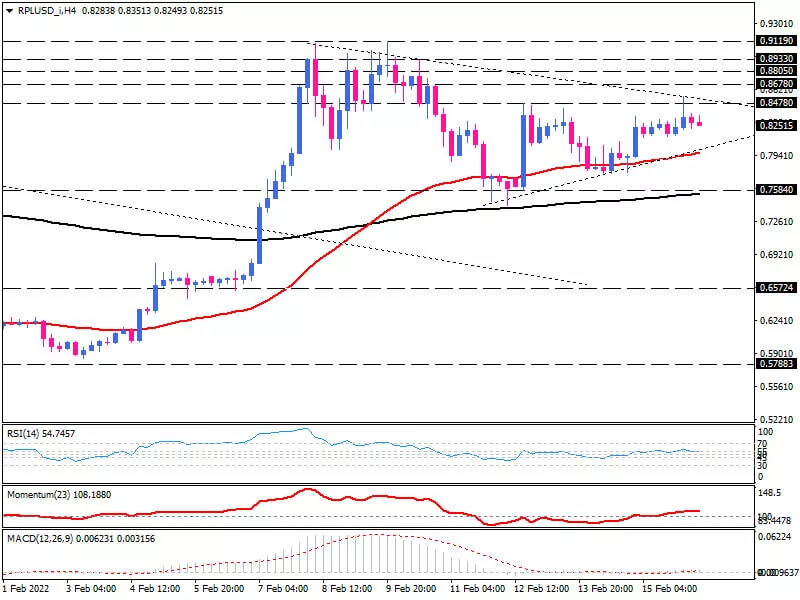 RPLUSD_i,H4 0.82838 0.83513 0.82493 0.82515
0.93010
0.91190
0.89330
0.88050
0.86780
0.84780
0.82515
0.79410
0.75840
0.72610
0.69210
0.65724
0.62410
0.59010
0.57883
0.55610
0.52210
RSI(14) 54.7457
100
70
30
0
Momentum(23) 108.1880
148.5
100
83.4478
MACD(12,26,9) 0.006231 0.003156
0.06224
1 Feb 2022
3 Feb 04:00
4 Feb 12:00
5 Feb 20:00
7 Feb 04:00
8 Feb 12:00
9 Feb 20:00
11 Feb 04:00
12 Feb 12:00
13 Feb 20:00
15 Feb 04:00